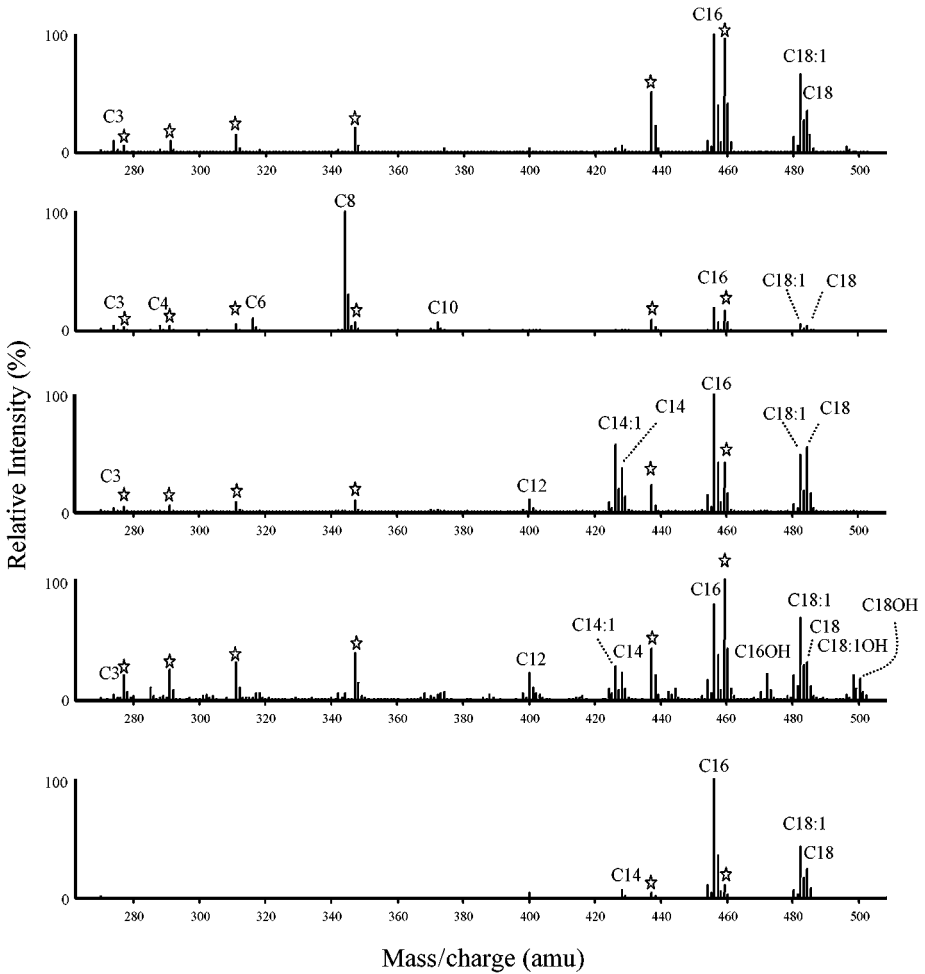 C16
100
C18:1
C18
C3
0
280 300 320 340 360 380 400 420 440 460 480 500
C8
100
C3 C4 C6 C10 C16 C18:1 C18
0
280 300 320 340 360 380 400 420 440 460 480 500
C16
100
C14:1 C14 C18:1 C18
C3 C12
0
280 300 320 340 360 380 400 420 440 460 480 500
100
C16 C18:1 C18OH
C14:1 C18
C3 C12 C14 C16OH C18:1OH
0
280 300 320 340 360 380 400 420 440 460 480 500
C16
100
C18:1
C14 C18
0
280 300 320 340 360 380 400 420 440 460 480 500
Relative Intensity (%)
Mass/charge (amu)